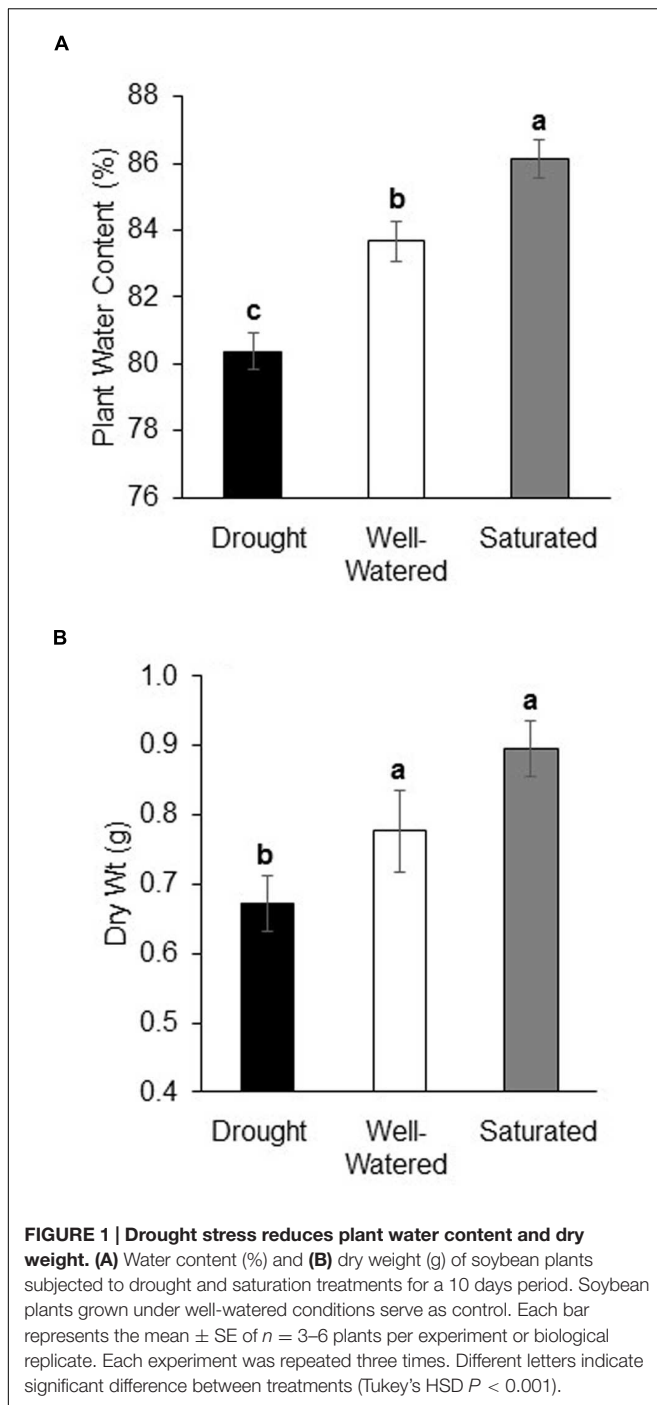 A
88
86
84
82
80
78
76
Plant Water Content (%)
c
b
a
Drought
Well-
Watered
Saturated
B
1.0
0.9
0.8
0.7
0.6
0.5
0.4
Dry Wt (g)
b
a
a
Drought
Well-
Watered
Saturated
FIGURE 1 | Drought stress reduces plant water content and dry
weight. (A) Water content (%) and (B) dry weight (g) of soybean plants
subjected to drought and saturation treatments for a 10 days period. Soybean
plants grown under well-watered conditions serve as control. Each bar
represents the mean ± SE of n = 3–6 plants per experiment or biological
replicate. Each experiment was repeated three times. Different letters indicate
significant difference between treatments (Tukey's HSD P < 0.001).